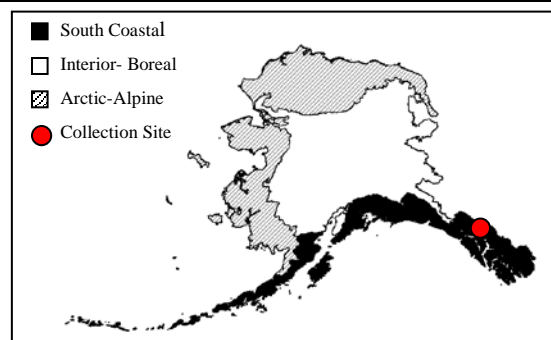 South Coastal
Interior- Boreal
Arctic-Alpine
Collection Site